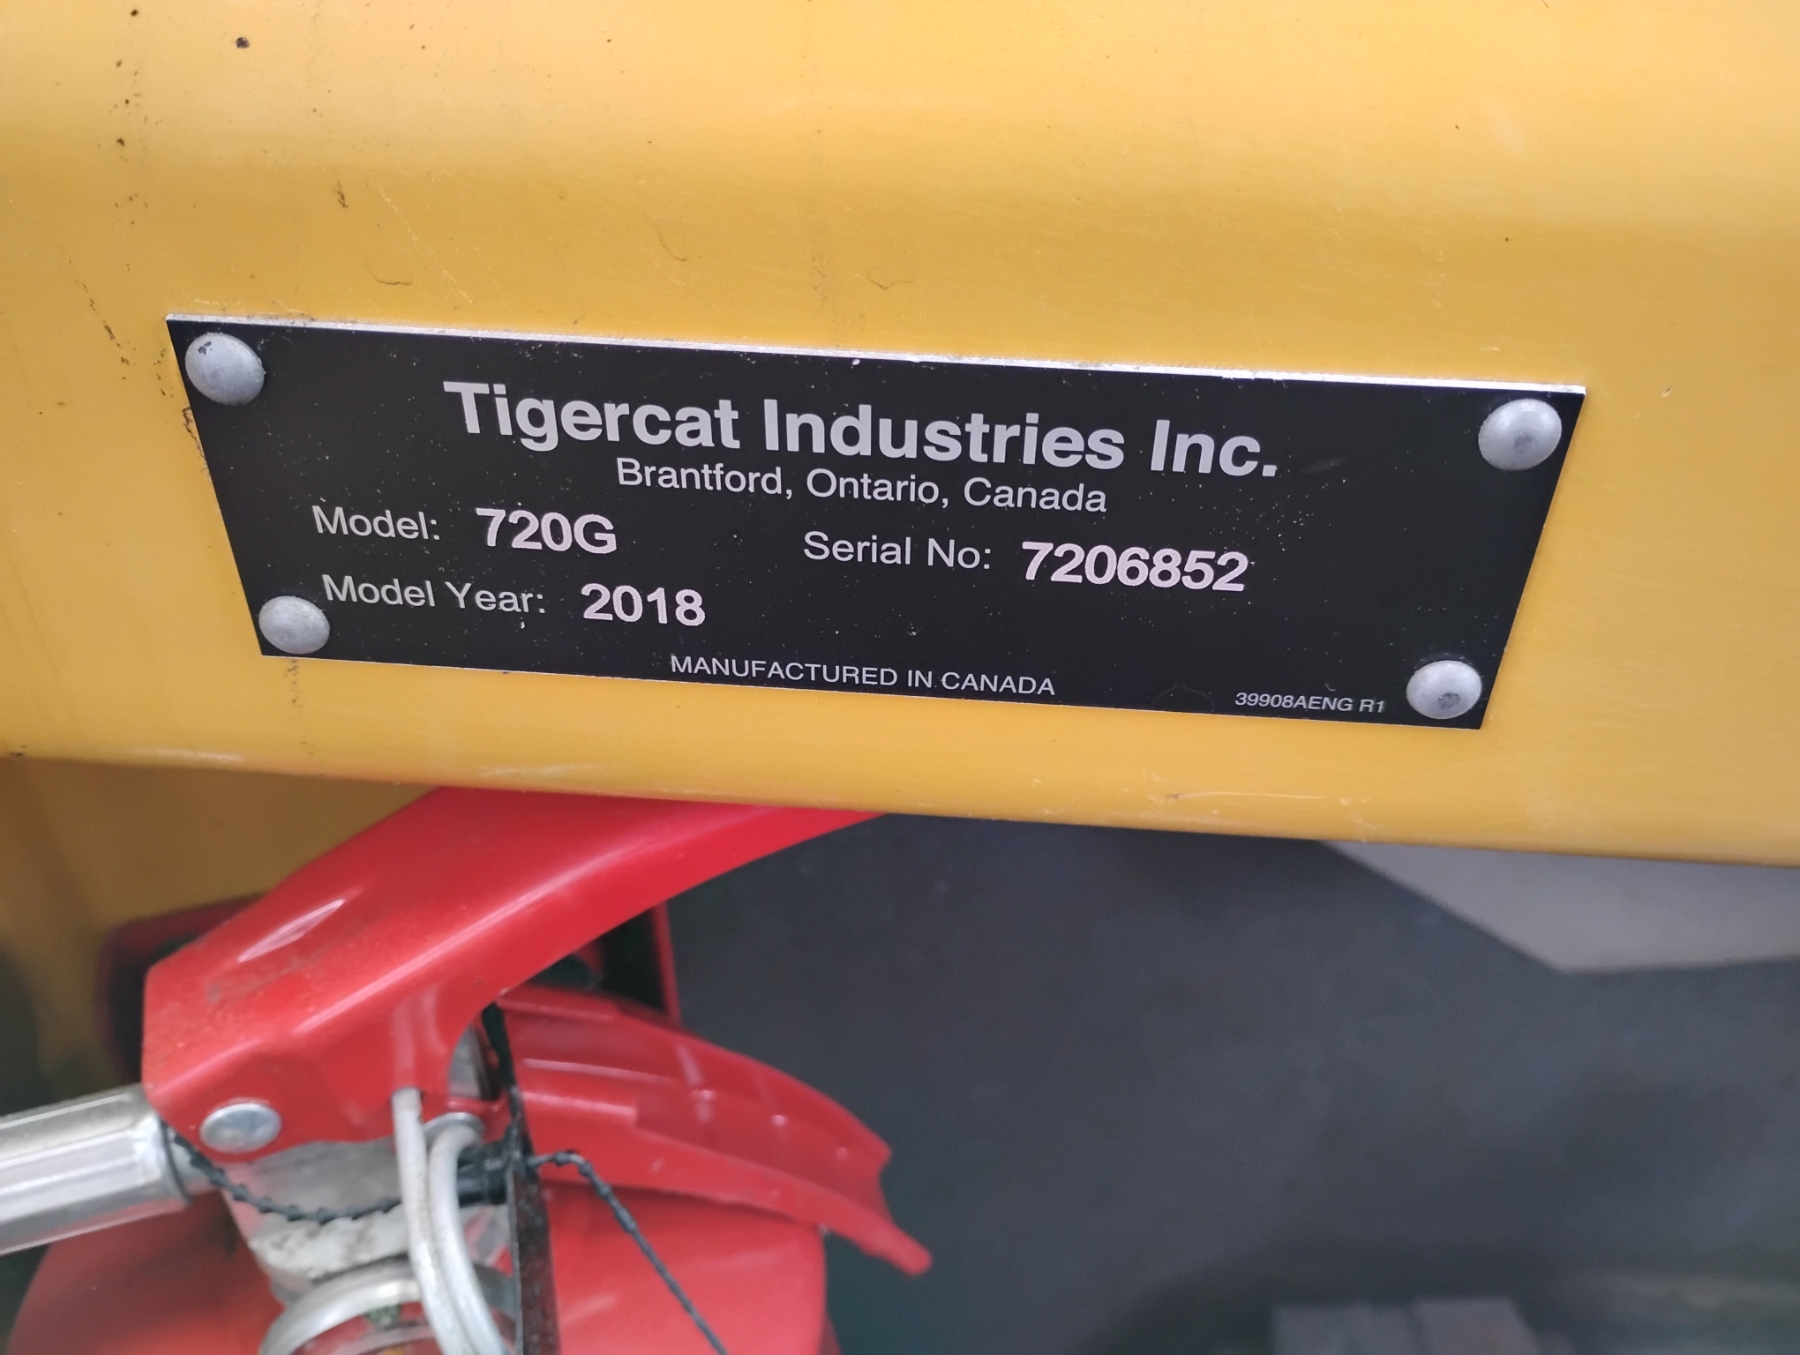 Tigercat Industries Inc.
Brantford, Ontario, Canada
Model: 720G Serial No: 7206852
Model Year: 2018
MANUFACTURED IN CANADA
39908AENG R1